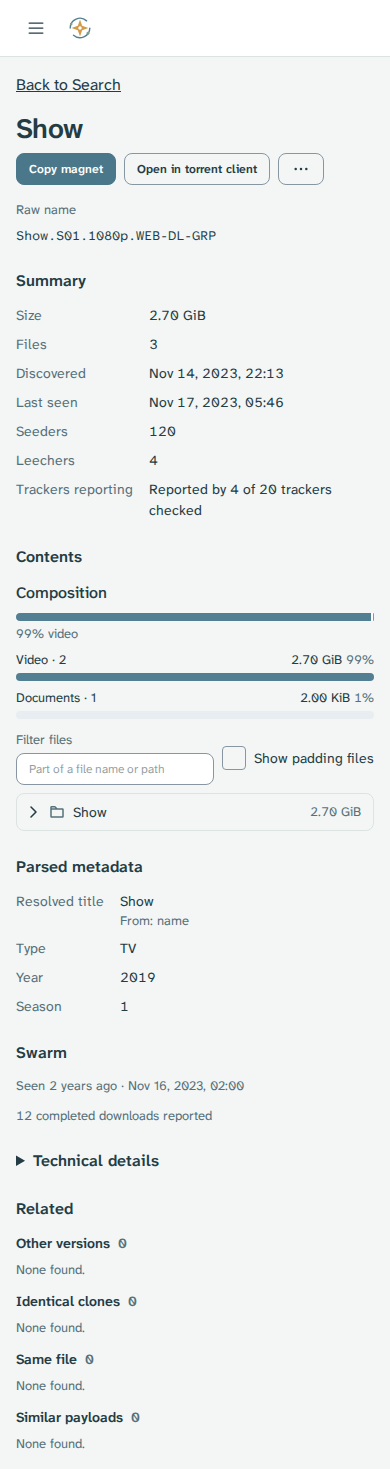 Back to Search
Show
Copy magnet
Open in torrent client
...
Raw name
Show.S01.1080p.WEB-DL-GRP
Summary
Size 2.70 GiB
Files 3
Discovered Nov 14, 2023, 22:13
Last seen Nov 17, 2023, 05:46
Seeders 120
Leechers 4
Trackers reporting Reported by 4 of 20 trackers
checked
Contents
Composition
99% video
Video · 2 2.70 GiB 99%
Documents · 1 2.00 KiB 1%
Filter files
Show padding files
Part of a file name or path
Show 2.70 GiB
Parsed metadata
Resolved title Show
From: name
Type TV
Year 2019
Season 1
Swarm
Seen 2 years ago · Nov 16, 2023, 02:00
12 completed downloads reported
Technical details
Related
Other versions 0
None found.
Identical clones 0
None found.
Same file 0
None found.
Similar payloads 0
None found.